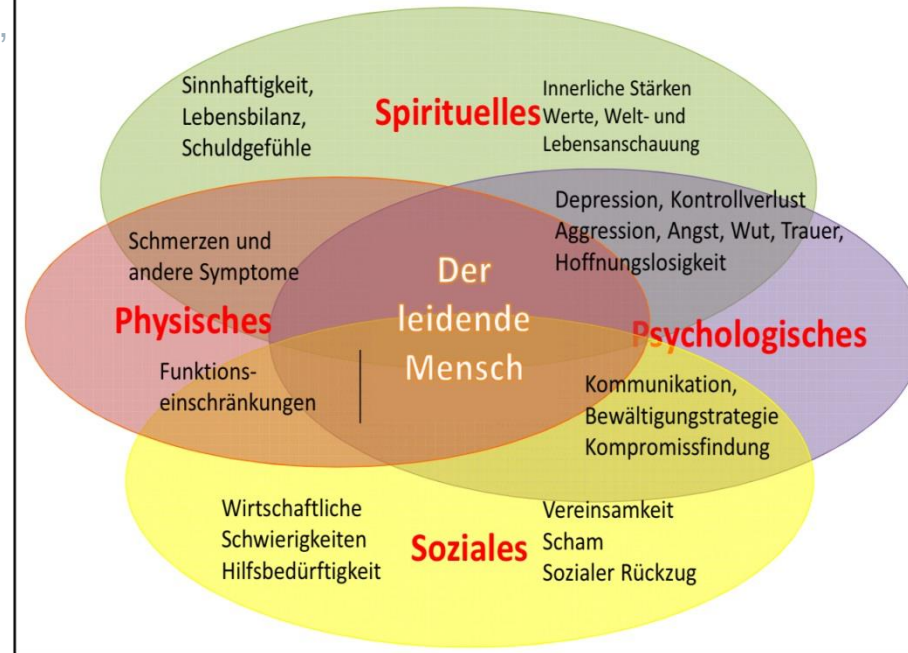 ,
Sinnhaftigkeit,
Lebensbilanz,
Schuldgefühle
Spirituelles
Innerliche Stärken
Werte, Welt- und
Lebensanschauung
Depression, Kontrollverlust
Aggression, Angst, Wut, Trauer,
Hoffnungslosigkeit
Schmerzen und
andere Symptome
Physisches
Funktions-
einschränkungen
Der
leidende
Mensch
Psychologisches
Kommunikation,
Bewältigungstrategie
Kompromissfindung
Wirtschaftliche
Schwierigkeiten
Hilfsbedürftigkeit
Soziales
Vereinsamkeit
Scham
Sozialer Rückzug